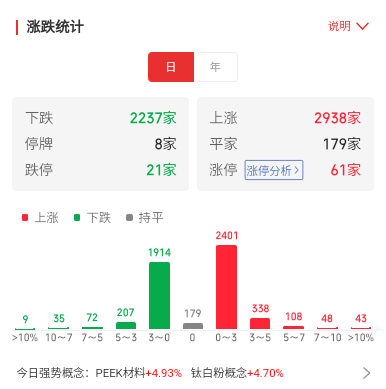 涨跌统计 说明
日 年
下跌 2237家 上涨 2938家
停牌 8家 平家 179家
跌停 21家 涨停 涨停分析 61家
上涨 下跌 持平
9 35 72 207 1914 179 2401 338 108 48 43
>10% 10～7 7～5 5～3 3～0 0 0～3 3～5 5～7 7～10 >10%
今日强势概念：PEEK材料+4.93% 钛白粉概念+4.70%